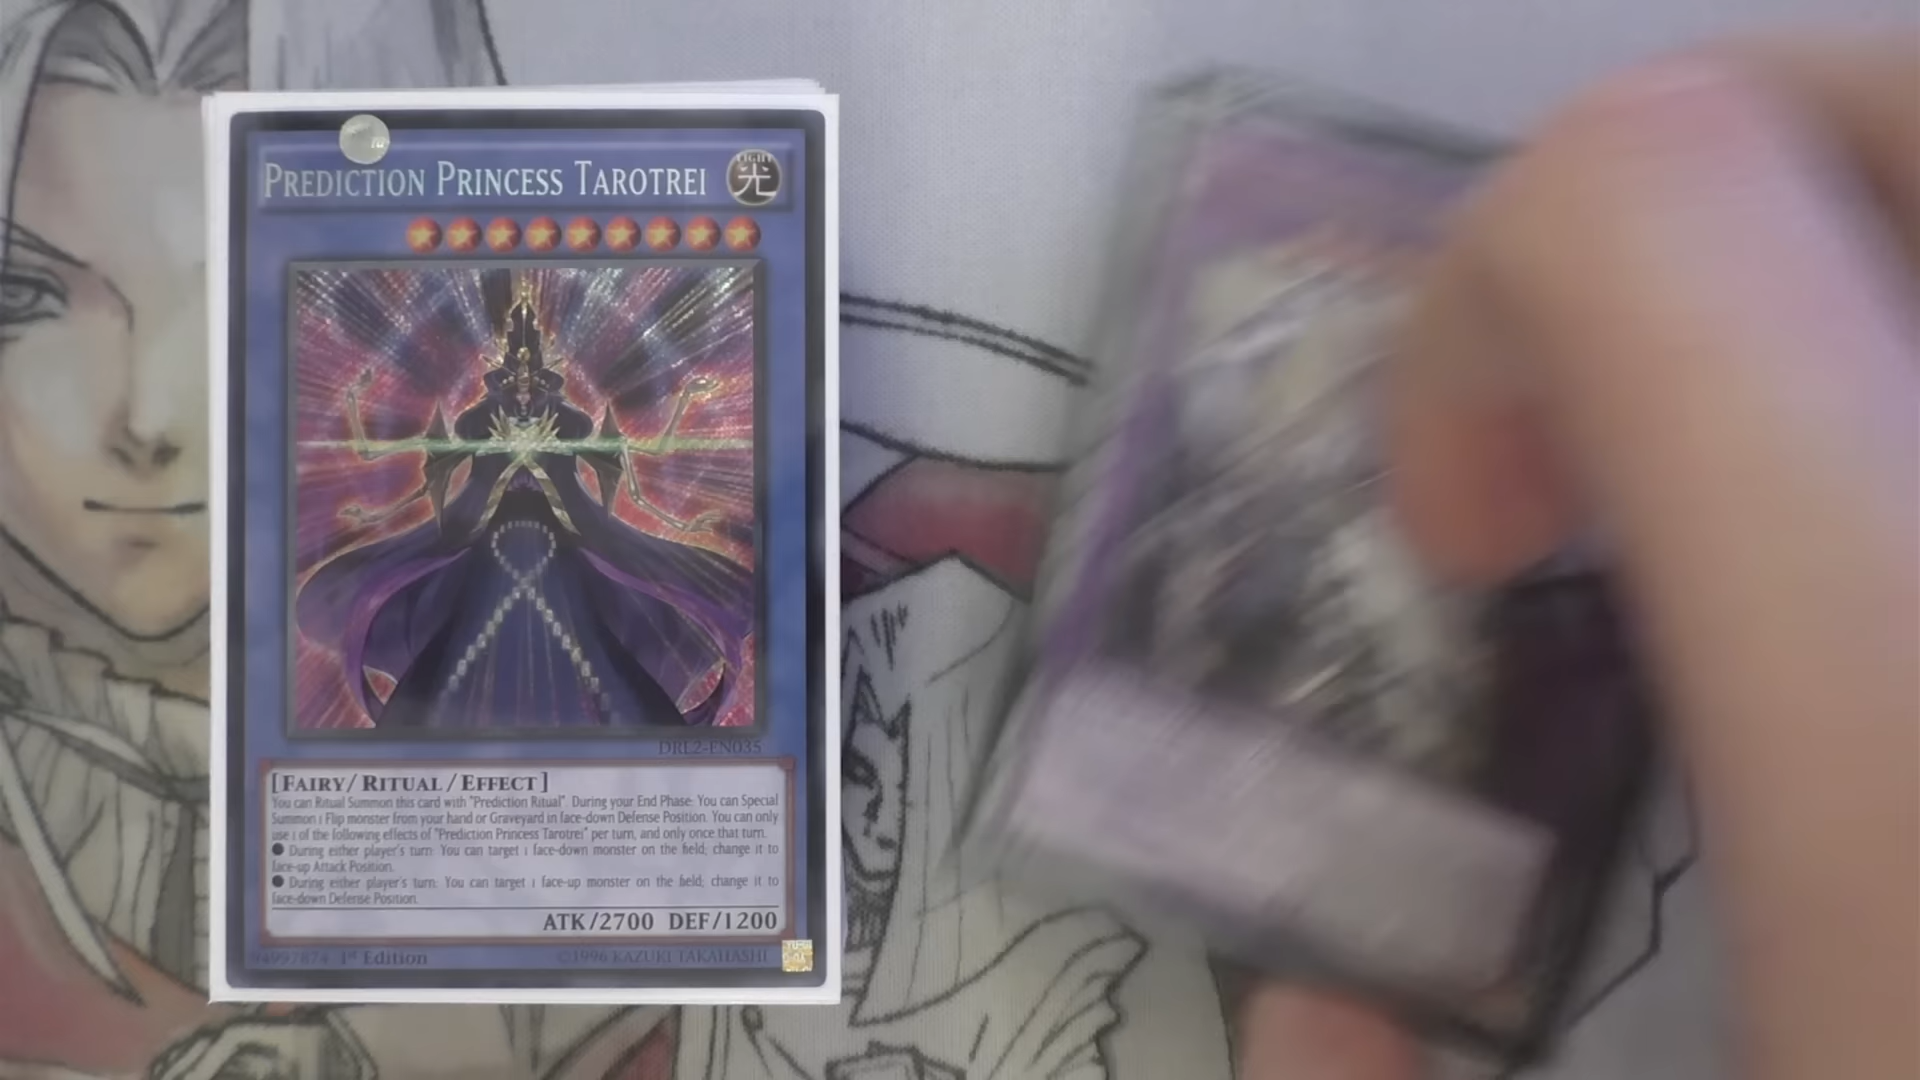 PREDICTION PRINCESS TAROTREI
LIGHT
光
DRL2-EN035
[FAIRY/RITUAL/EFFECT]
You can Ritual Summon this card with "Prediction Ritual". During your End Phase: You can Special
Summon 1 Flip monster from your hand or Graveyard in face-down Defense Position. You can only
use 1 of the following effects of "Prediction Princess Tarotrei" per turn, and only once that turn.
● During either player's turn: You can target 1 face-down monster on the field; change it to
face-up Attack Position.
● During either player's turn: You can target 1 face-up monster on the field; change it to
face-down Defense Position.
ATK/2700 DEF/1200
94997874 1st Edition
©1996 KAZUKI TAKAHASHI